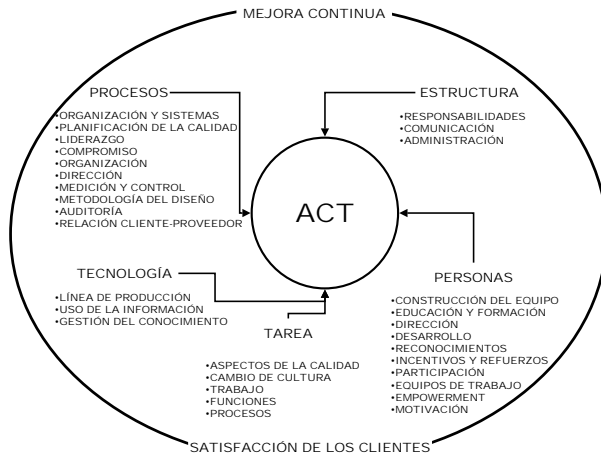 MEJORA CONTINUA
PROCESOS
•ORGANIZACIÓN Y SISTEMAS
•PLANIFICACIÓN DE LA CALIDAD
•LIDERAZGO
•COMPROMISO
•ORGANIZACIÓN
•DIRECCIÓN
•MEDICIÓN Y CONTROL
•METODOLOGÍA DEL DISEÑO
•AUDITORÍA
•RELACIÓN CLIENTE-PROVEEDOR
ESTRUCTURA
•RESPONSABILIDADES
•COMUNICACIÓN
•ADMINISTRACIÓN
ACT
TECNOLOGÍA
•LÍNEA DE PRODUCCIÓN
•USO DE LA INFORMACIÓN
•GESTIÓN DEL CONOCIMIENTO
TAREA
•ASPECTOS DE LA CALIDAD
•CAMBIO DE CULTURA
•TRABAJO
•FUNCIONES
•PROCESOS
PERSONAS
•CONSTRUCCIÓN DEL EQUIPO
•EDUCACIÓN Y FORMACIÓN
•DIRECCIÓN
•DESARROLLO
•RECONOCIMIENTOS
•INCENTIVOS Y REFUERZOS
•PARTICIPACIÓN
•EQUIPOS DE TRABAJO
•EMPOWERMENT
•MOTIVACIÓN
SATISFACCIÓN DE LOS CLIENTES